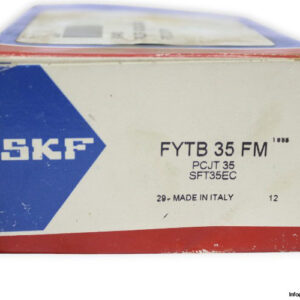 SKF
FYTB 35 FM
PCJT 35
SFT35EC
29- MADE IN ITALY 12